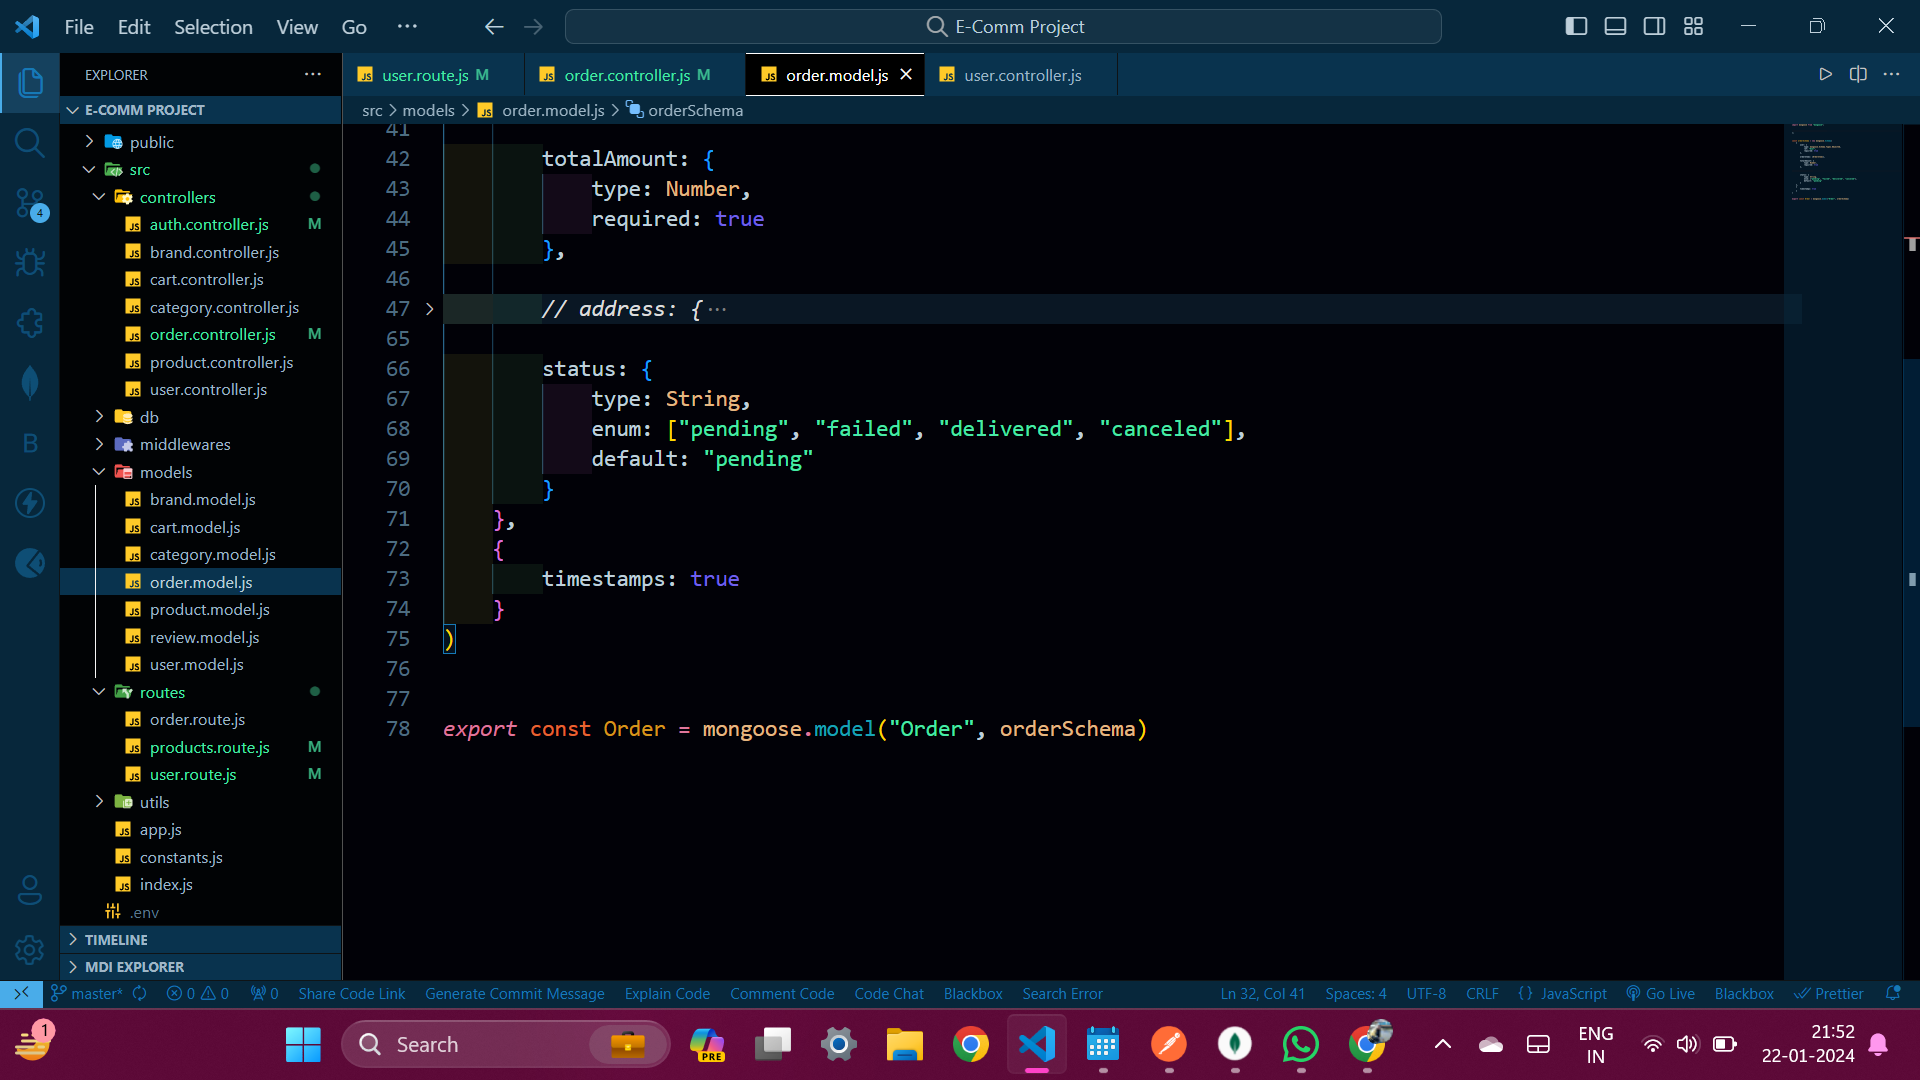 File Edit Selection View Go ··· E-Comm Project
EXPLORER ···
E-COMM PROJECT
public
src
controllers
auth.controller.js M
brand.controller.js
cart.controller.js
category.controller.js
order.controller.js M
product.controller.js
user.controller.js
db
middlewares
models
brand.model.js
cart.model.js
category.model.js
order.model.js
product.model.js
review.model.js
user.model.js
routes
order.route.js
products.route.js M
user.route.js M
utils
app.js
constants.js
index.js
.env
TIMELINE
MDI EXPLORER
4
B
user.route.js M order.controller.js M order.model.js user.controller.js
src > models > order.model.js > orderSchema
41
42 totalAmount: {
43 type: Number,
44 required: true
45 },
46
47 // address: {···
65
66 status: {
67 type: String,
68 enum: ["pending", "failed", "delivered", "canceled"],
69 default: "pending"
70 }
71 },
72 {
73 timestamps: true
74 }
75 )
76
77
78 export const Order = mongoose.model("Order", orderSchema)
master* 0 0 0 Share Code Link Generate Commit Message Explain Code Comment Code Code Chat Blackbox Search Error Ln 32, Col 41 Spaces: 4 UTF-8 CRLF {} JavaScript Go Live Blackbox Prettier
1 Search PRE ENG IN 21:52
22-01-2024